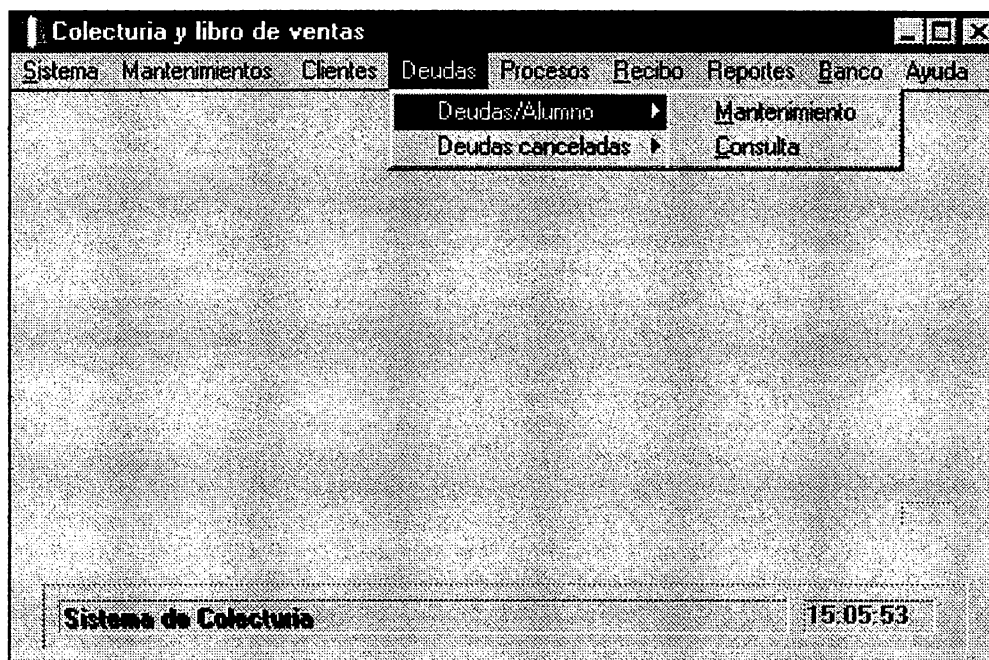 Colecturia y libro de ventas
Sistema Mantenimientos Clientes Deudas Procesos Recibo Reportes Banco Ayuda
Deudas/Alumno Mantenimiento
Deudas canceladas Consulta
Sistema de Colecturia 15:05:53